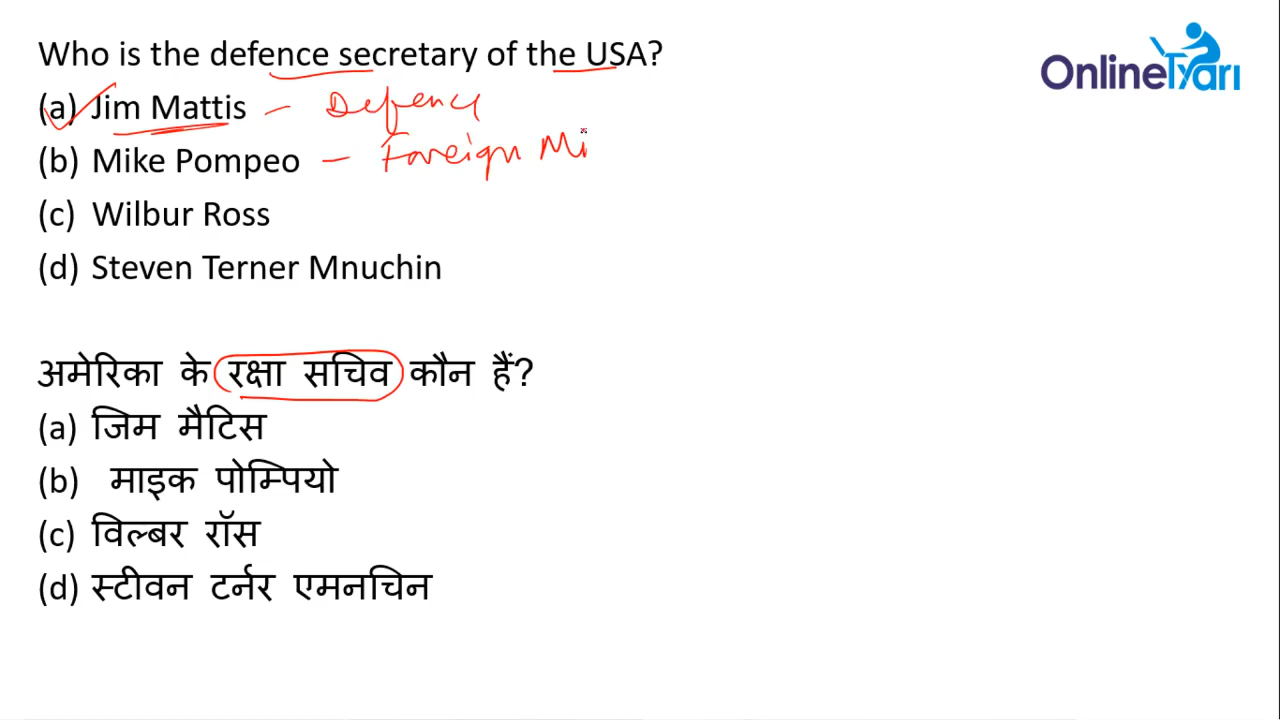 Who is the defence secretary of the USA?
OnlineTyari
(a) Jim Mattis - Defence
(b) Mike Pompeo - Foreign Mi
(c) Wilbur Ross
(d) Steven Terner Mnuchin
अमेरिका के रक्षा सचिव कौन हैं?
(a) जिम मैटिस
(b) माइक पोम्पियो
(c) विल्बर रॉस
(d) स्टीवन टर्नर एमनचिन